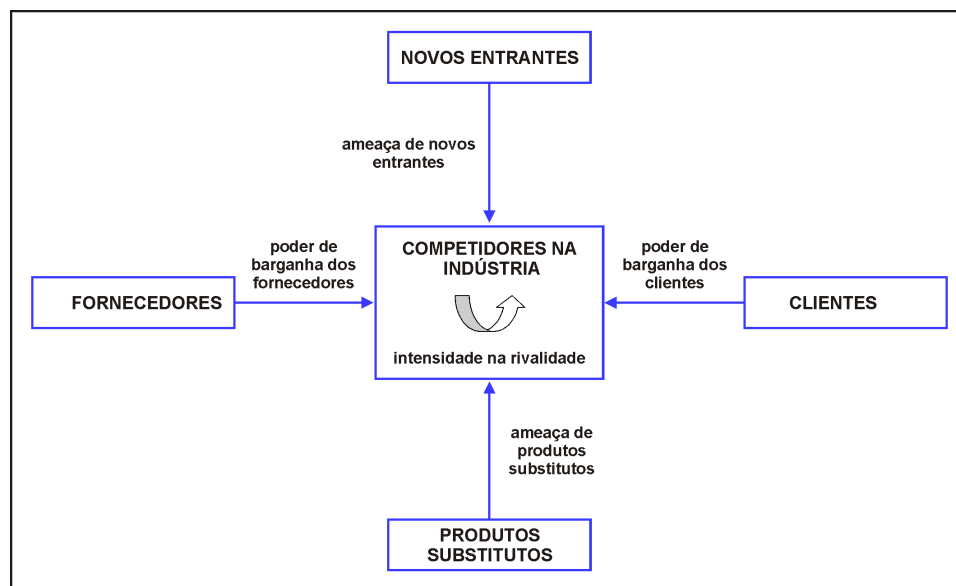 NOVOS ENTRANTES
ameaça de novos
entrantes
poder de
barganha dos
fornecedores
FORNECEDORES
COMPETIDORES NA
INDÚSTRIA
intensidade na rivalidade
poder de
barganha dos
clientes
CLIENTES
ameaça de
produtos
substitutos
PRODUTOS
SUBSTITUTOS